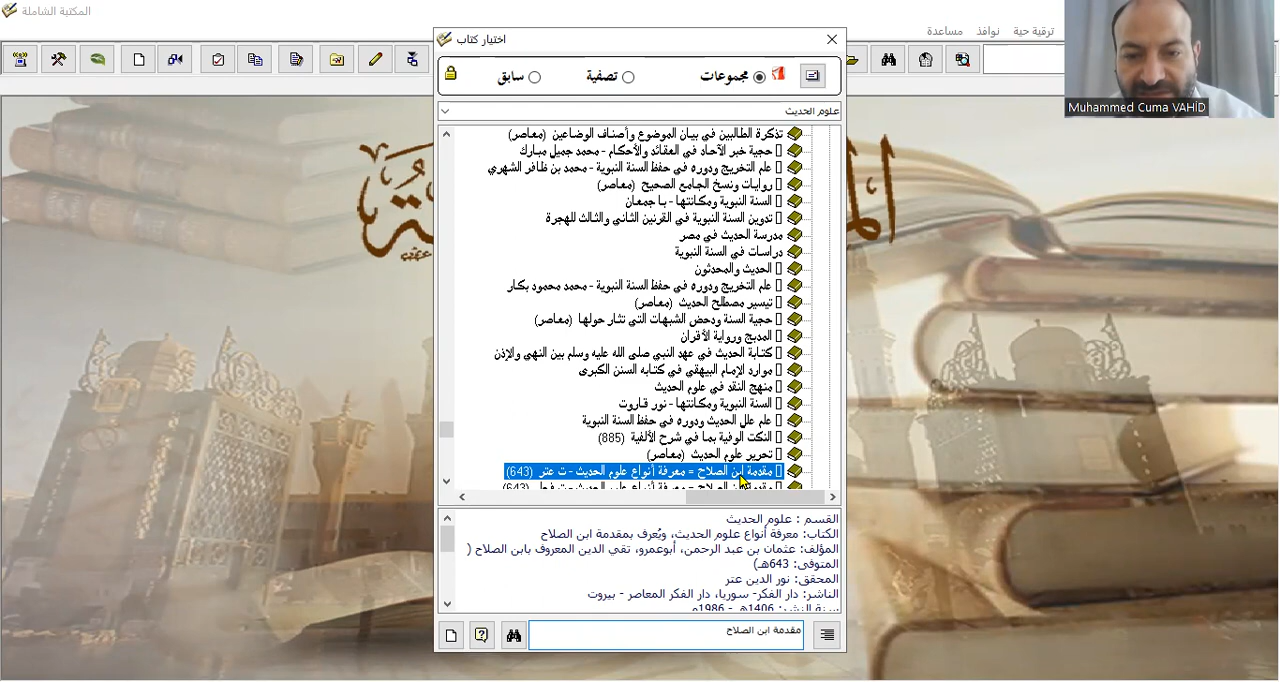 المكتبة الشاملة
ترقية حية نوافذ مساعدة
Muhammed Cuma VAHİD
اختيار كتاب
مجموعات
تصفية
سابق
علوم الحديث
تذكرة الطالبين في بيان الموضوع وأصناف الوضاعين (معاصر)
حجية خبر الآحاد في العقائد والأحكام - محمد جميل مبارك
علم التخريج ودوره في حفظ السنة النبوية - محمد بن ظافر الشهري
روايات ونسخ الجامع الصحيح (معاصر)
السنة النبوية ومكانتها - با جمعان
تدوين السنة النبوية في القرنين الثاني والثالث للهجرة
مدرسة الحديث في مصر
دراسات في السنة النبوية
الحديث والمحدثون
علم التخريج ودوره في حفظ السنة النبوية - محمد محمود بكار
تيسير مصطلح الحديث (معاصر)
حجية السنة ودحض الشبهات التي تثار حولها (معاصر)
المدبج ورواية الأقران
كتابة الحديث في عهد النبي صلى الله عليه وسلم بين النهي والإذن
موارد الإمام البيهقي في كتابه السنن الكبرى
منهج النقد في علوم الحديث
السنة النبوية ومكانتها - نور قاروت
علم علل الحديث ودوره في حفظ السنة النبوية
النكت الوفية بما في شرح الألفية (885)
تحرير علوم الحديث (معاصر)
مقدمة ابن الصلاح = معرفة أنواع علوم الحديث - ت عتر (643)
القسم : علوم الحديث
الكتاب: معرفة أنواع علوم الحديث، ويُعرف بمقدمة ابن الصلاح
المؤلف: عثمان بن عبد الرحمن، أبوعمرو، تقي الدين المعروف بابن الصلاح (
المتوفى: 643هـ)
المحقق: نور الدين عتر
الناشر: دار الفكر- سوريا، دار الفكر المعاصر - بيروت
سنة النشر: 1406هـ - 1986م
مقدمة ابن الصلاح